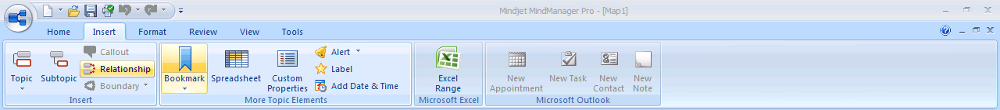 Mindjet MindManager Pro - [Map1]
Home Insert Format Review View Tools
Topic
Subtopic
Callout
Relationship
Boundary
Insert
Bookmark
Spreadsheet
Custom
Properties
Alert
Label
Add Date & Time
More Topic Elements
Excel
Range
Microsoft Excel
New
Appointment
New Task
New
Contact
New
Note
Microsoft Outlook